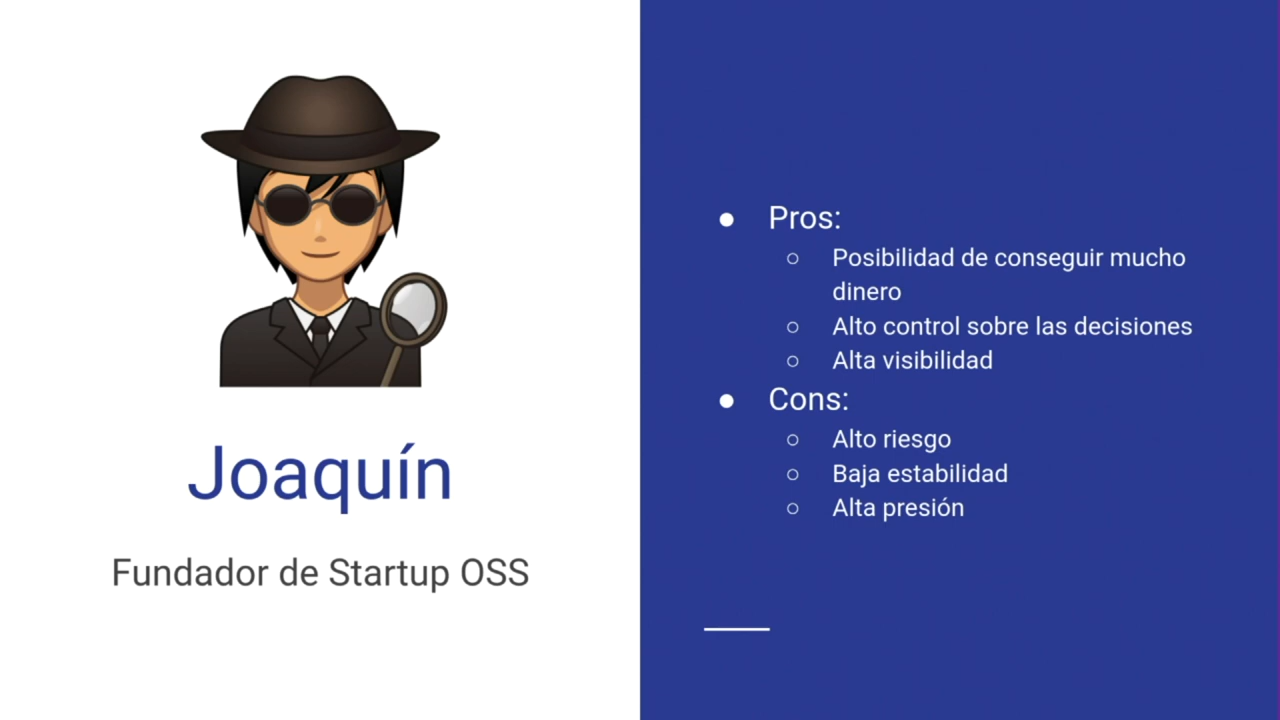 Joaquín
Fundador de Startup OSS
● Pros:
○ Posibilidad de conseguir mucho
dinero
○ Alto control sobre las decisiones
○ Alta visibilidad
● Cons:
○ Alto riesgo
○ Baja estabilidad
○ Alta presión